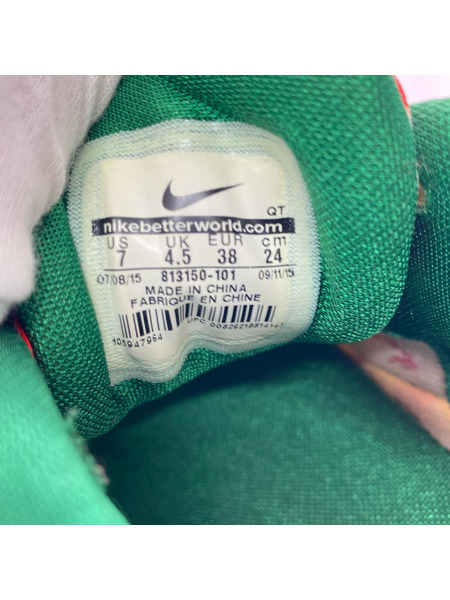 QT
nikebetterworld.com
US UK EUR cm
7 4.5 38 24
07/08/15 813150-101 09/11/15
MADE IN CHINA
FABRIQUE EN CHINE
UPC